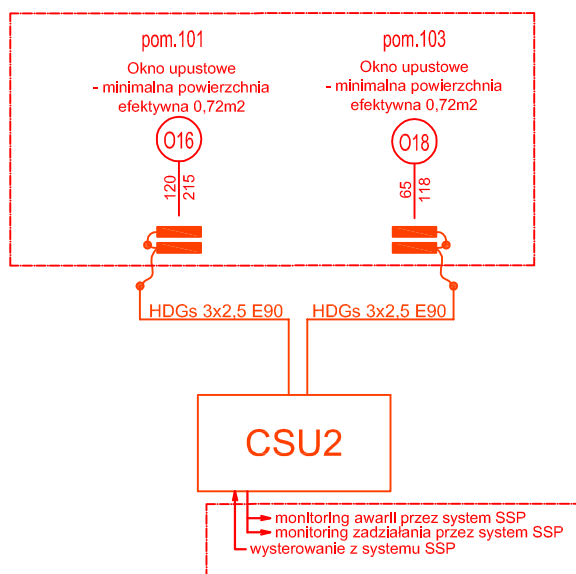 pom.101
Okno upustowe
- minimalna powierzchnia
efektywna 0,72m2
O16
120
215
pom.103
Okno upustowe
- minimalna powierzchnia
efektywna 0,72m2
O18
65
118
HDGs 3x2,5 E90
HDGs 3x2,5 E90
CSU2
monitoring awarii przez system SSP
monitoring zadziałania przez system SSP
wysterowanie z systemu SSP